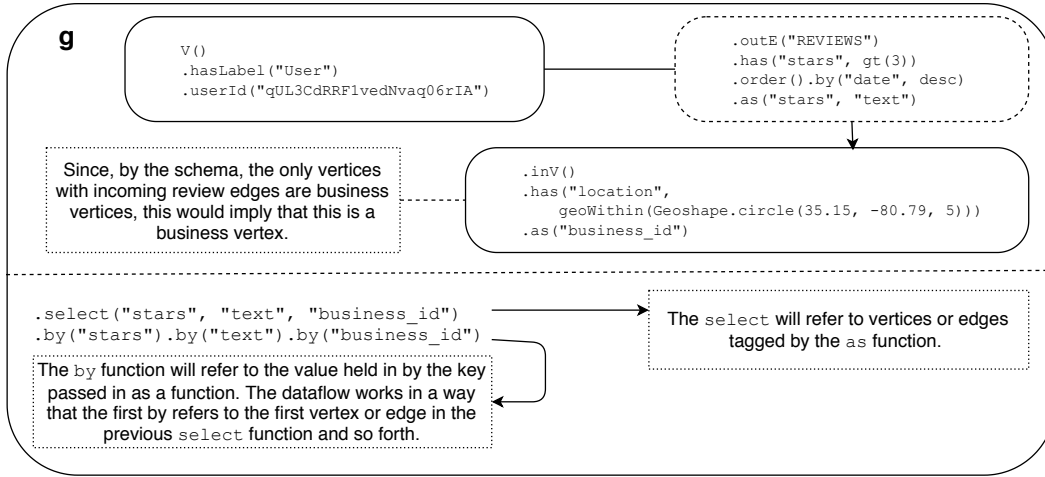 g
V()
.hasLabel("User")
.userId("qUL3CdRRF1vedNvaq06rIA")
.outE("REVIEWS")
.has("stars", gt(3))
.order().by("date", desc)
.as("stars", "text")
Since, by the schema, the only vertices
with incoming review edges are business
vertices, this would imply that this is a
business vertex.
.inV()
.has("location",
geoWithin(Geoshape.circle(35.15, -80.79, 5)))
.as("business_id")
.select("stars", "text", "business_id")
.by("stars").by("text").by("business_id")
The select will refer to vertices or edges
tagged by the as function.
The by function will refer to the value held in by the key
passed in as a function. The dataflow works in a way
that the first by refers to the first vertex or edge in the
previous select function and so forth.